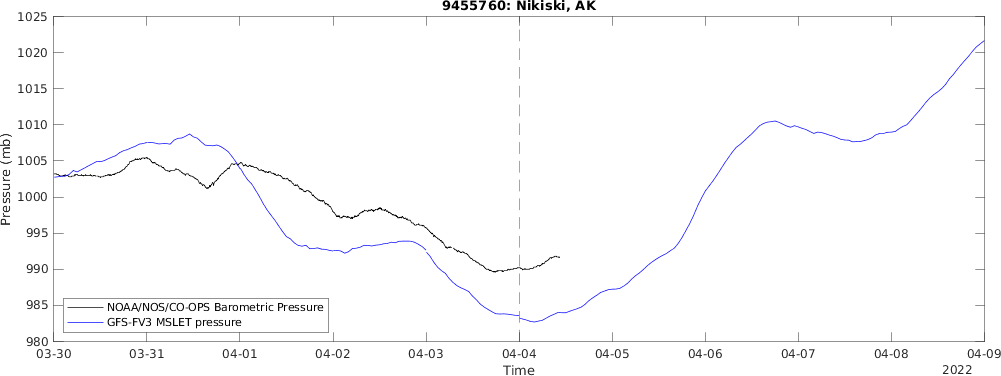 9455760: Nikiski, AK
Pressure (mb)
1025
1020
1015
1010
1005
1000
995
990
985
980
NOAA/NOS/CO-OPS Barometric Pressure
GFS-FV3 MSLET pressure
03-30 03-31 04-01 04-02 04-03 04-04 04-05 04-06 04-07 04-08 04-09
Time
2022